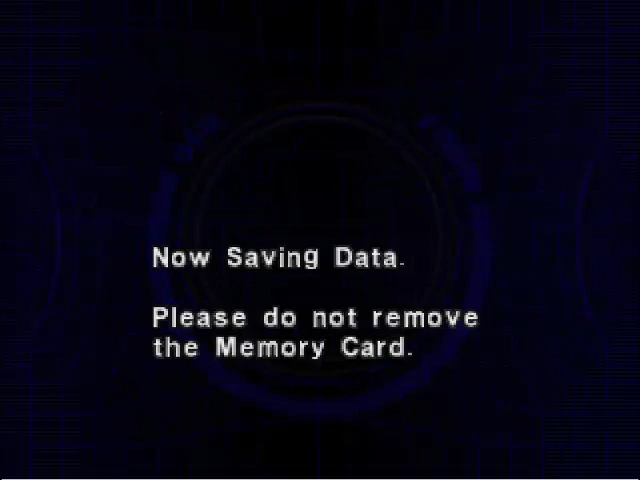 Now Saving Data.
Please do not remove
the Memory Card.